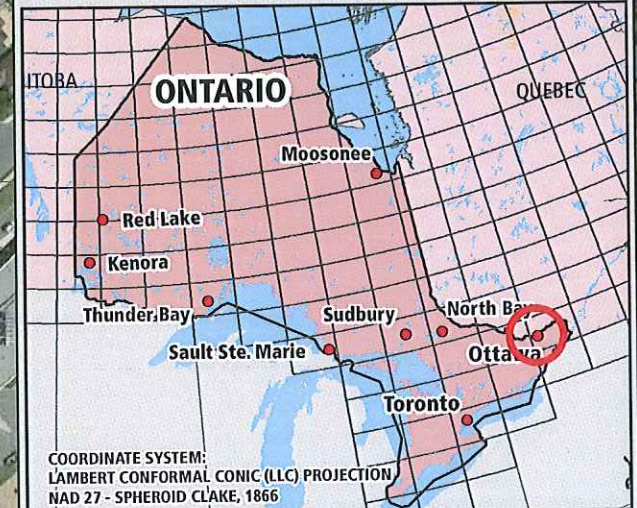 ITOBA
ONTARIO
QUEBEC
Moosonee
Red Lake
Kenora
Thunder Bay
Sudbury
North Bay
Sault Ste. Marie
Ottawa
Toronto
COORDINATE SYSTEM:
LAMBERT CONFORMAL CONIC (LLC) PROJECTION
NAD 27 - SPHEROID CLAKE, 1866